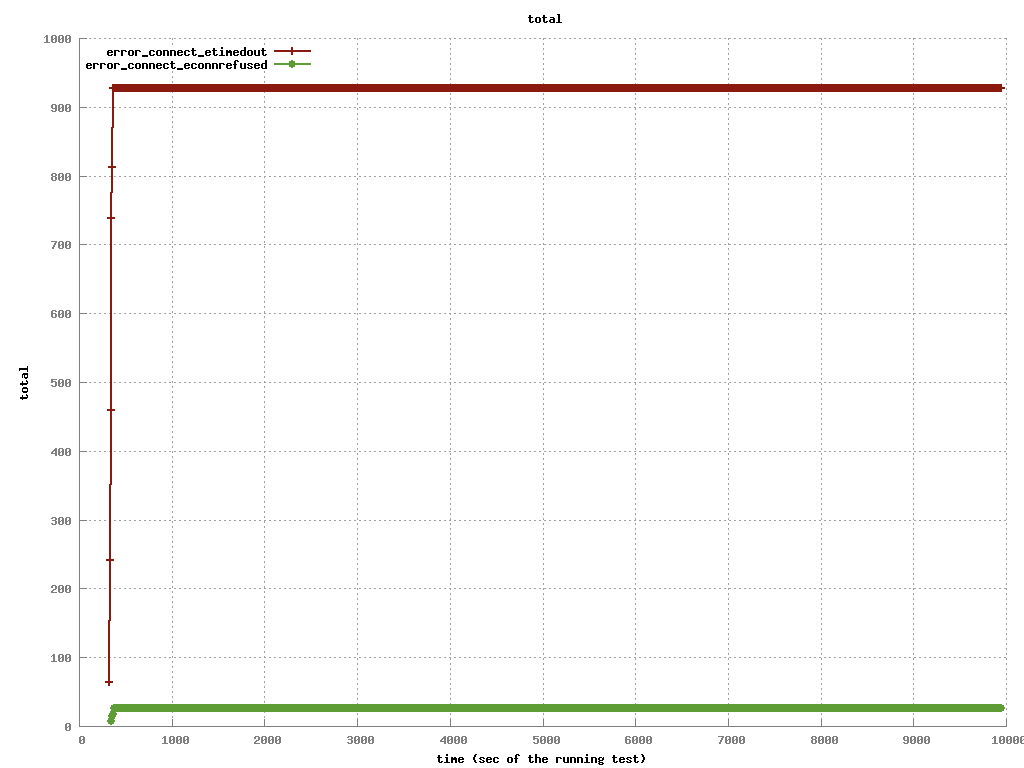 total
1000
900
800
700
600
500
400
300
200
100
0
error_connect_etimedout
error_connect_econnrefused
total
0 1000 2000 3000 4000 5000 6000 7000 8000 9000 10000
time (sec of the running test)